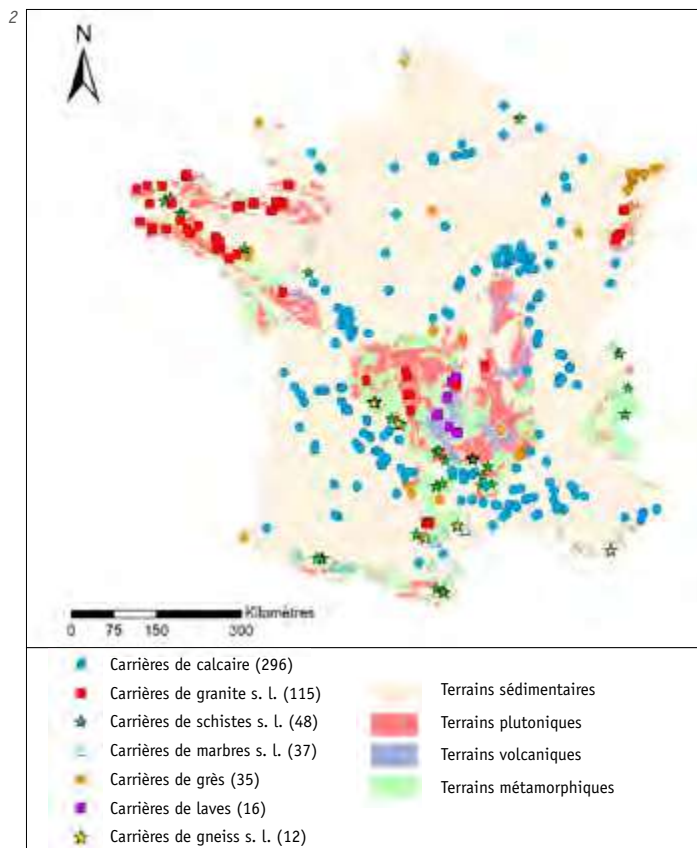 2
N
Kilomètres
0 75 150 300
Carrières de calcaire (296)
Carrières de granite s. l. (115)
Carrières de schistes s. l. (48)
Carrières de marbres s. l. (37)
Carrières de grès (35)
Carrières de laves (16)
Carrières de gneiss s. l. (12)
Terrains sédimentaires
Terrains plutoniques
Terrains volcaniques
Terrains métamorphiques